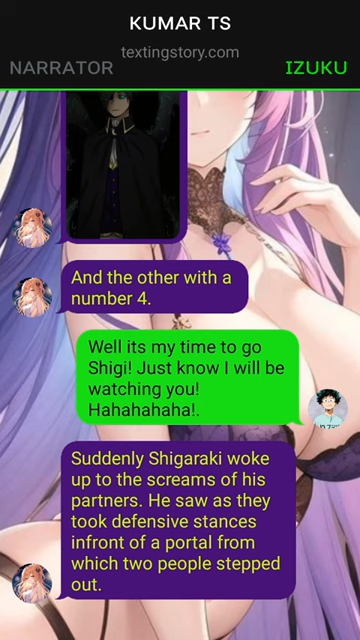 KUMAR TS
textingstory.com
NARRATOR
IZUKU
And the other with a
number 4.
Well its my time to go
Shigi! Just know I will be
watching you!
Hahahahaha!.
Suddenly Shigaraki woke
up to the screams of his
partners. He saw as they
took defensive stances
infront of a portal from
which two people stepped
out.